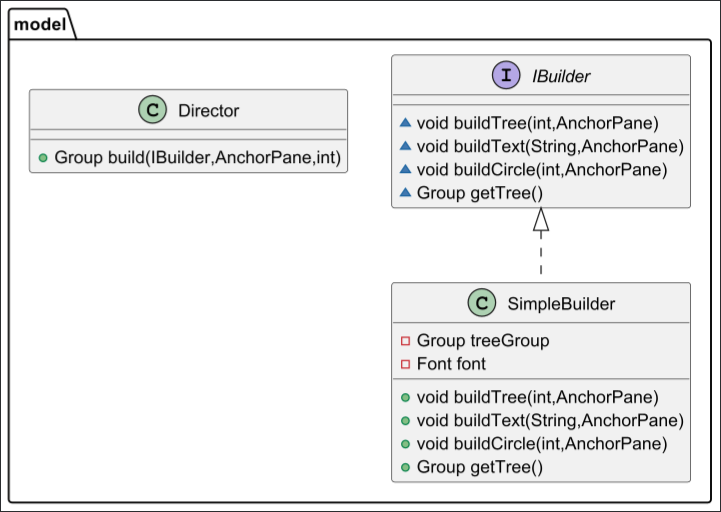 model
C Director
Group build(IBuilder,AnchorPane,int)
I IBuilder
void buildTree(int,AnchorPane)
void buildText(String,AnchorPane)
void buildCircle(int,AnchorPane)
Group getTree()
C SimpleBuilder
Group treeGroup
Font font
void buildTree(int,AnchorPane)
void buildText(String,AnchorPane)
void buildCircle(int,AnchorPane)
Group getTree()